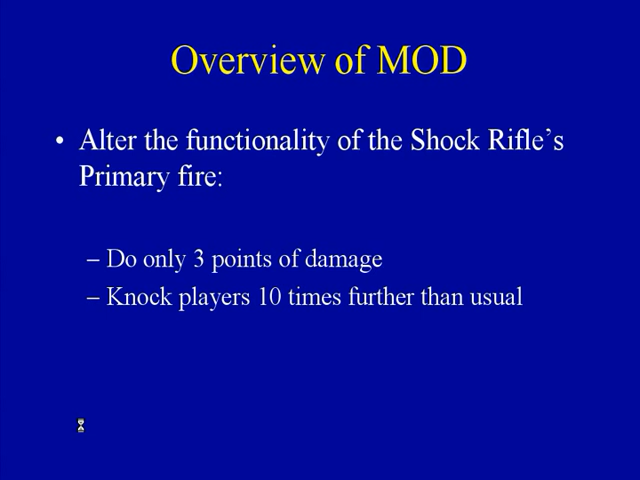 Overview of MOD
• Alter the functionality of the Shock Rifle’s
Primary fire:
– Do only 3 points of damage
– Knock players 10 times further than usual